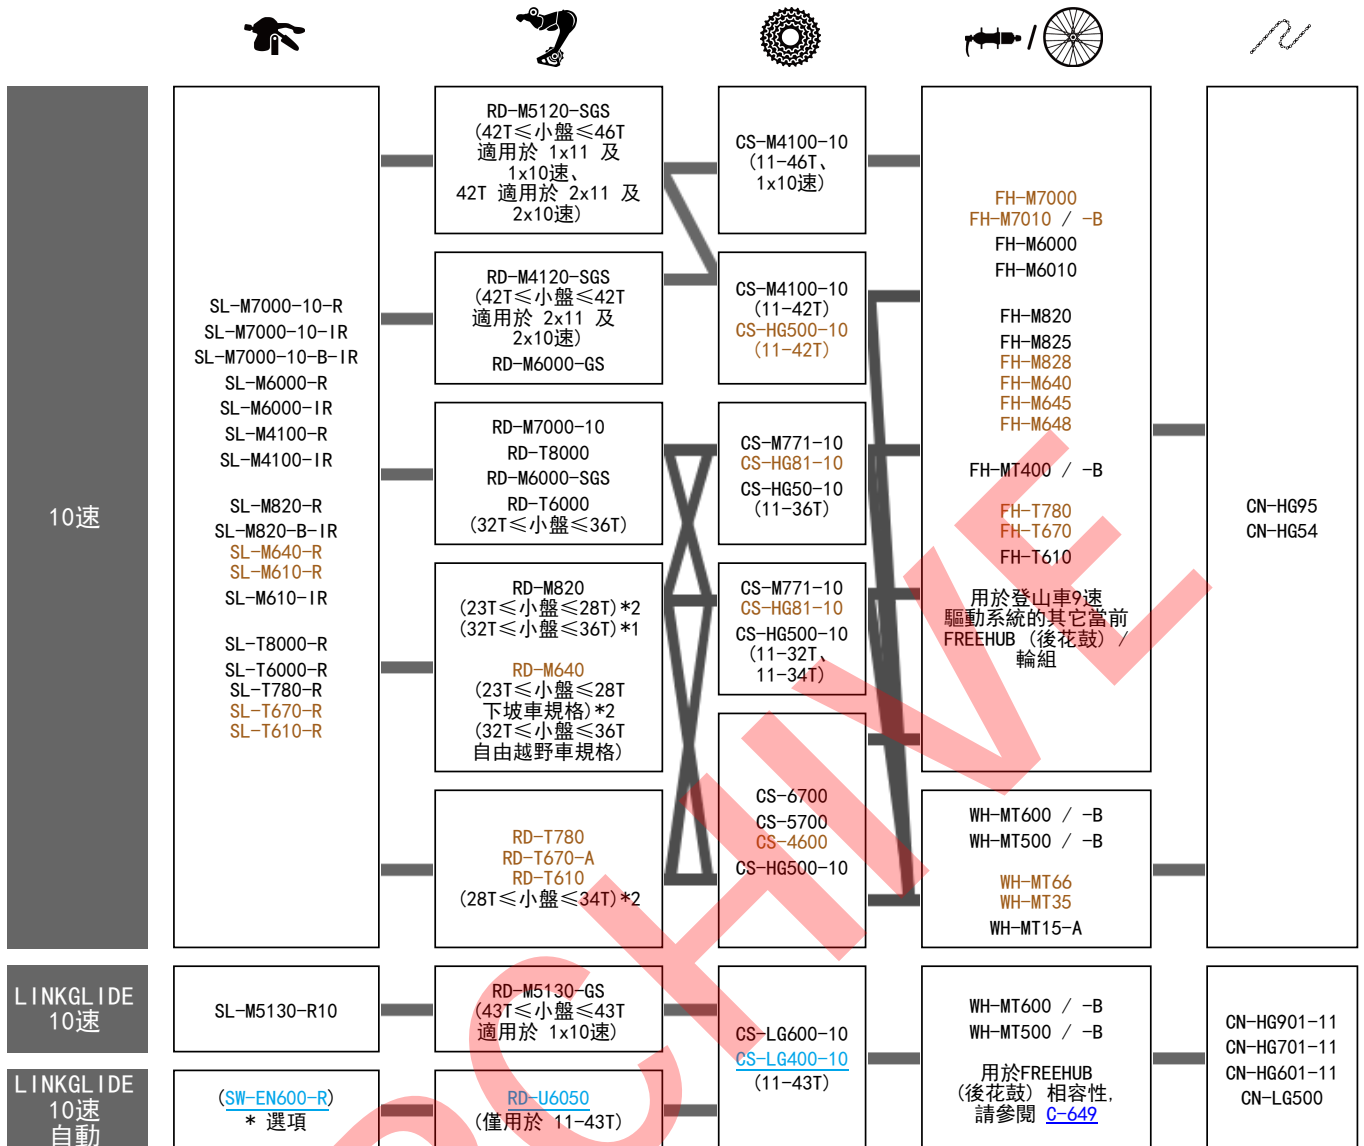 10速
SL-M7000-10-R
SL-M7000-10-IR
SL-M7000-10-B-IR
SL-M6000-R
SL-M6000-IR
SL-M4100-R
SL-M4100-IR
SL-M820-R
SL-M820-B-IR
SL-M640-R
SL-M610-R
SL-M610-IR
SL-T8000-R
SL-T6000-R
SL-T780-R
SL-T670-R
SL-T610-R
RD-M5120-SGS
(42T≤小盤≤46T
適用於 1x11 及
1x10速、
42T 適用於 2x11 及
2x10速)
RD-M4120-SGS
(42T≤小盤≤42T
適用於 2x11 及
2x10速)
RD-M6000-GS
RD-M7000-10
RD-T8000
RD-M6000-SGS
RD-T6000
(32T≤小盤≤36T)
RD-M820
(23T≤小盤≤28T)*2
(32T≤小盤≤36T)*1
RD-M640
(23T≤小盤≤28T
下坡車規格)*2
(32T≤小盤≤36T
自由越野車規格)
RD-T780
RD-T670-A
RD-T610
(28T≤小盤≤34T)*2
CS-M4100-10
(11-46T、
1x10速)
CS-M4100-10
(11-42T)
CS-HG500-10
(11-42T)
CS-M771-10
CS-HG81-10
CS-HG50-10
(11-36T)
CS-M771-10
CS-HG81-10
CS-HG500-10
(11-32T、
11-34T)
CS-6700
CS-5700
CS-4600
CS-HG500-10
FH-M7000
FH-M7010 / -B
FH-M6000
FH-M6010
FH-M820
FH-M825
FH-M828
FH-M640
FH-M645
FH-M648
FH-MT400 / -B
FH-T780
FH-T670
FH-T610
用於登山車9速
驅動系統的其它當前
FREEHUB (後花鼓) /
輪組
WH-MT600 / -B
WH-MT500 / -B
WH-MT66
WH-MT35
WH-MT15-A
CN-HG95
CN-HG54
LINKGLIDE
10速
SL-M5130-R10
RD-M5130-GS
(43T≤小盤≤43T
適用於 1x10速)
CS-LG600-10
CS-LG400-10
(11-43T)
WH-MT600 / -B
WH-MT500 / -B
用於FREEHUB
(後花鼓) 相容性,
請參閱 C-649
CN-HG901-11
CN-HG701-11
CN-HG601-11
CN-LG500
LINKGLIDE
10速
自動
(SW-EN600-R)
* 選項
RD-U6050
(僅用於 11-43T)
RCHIVE